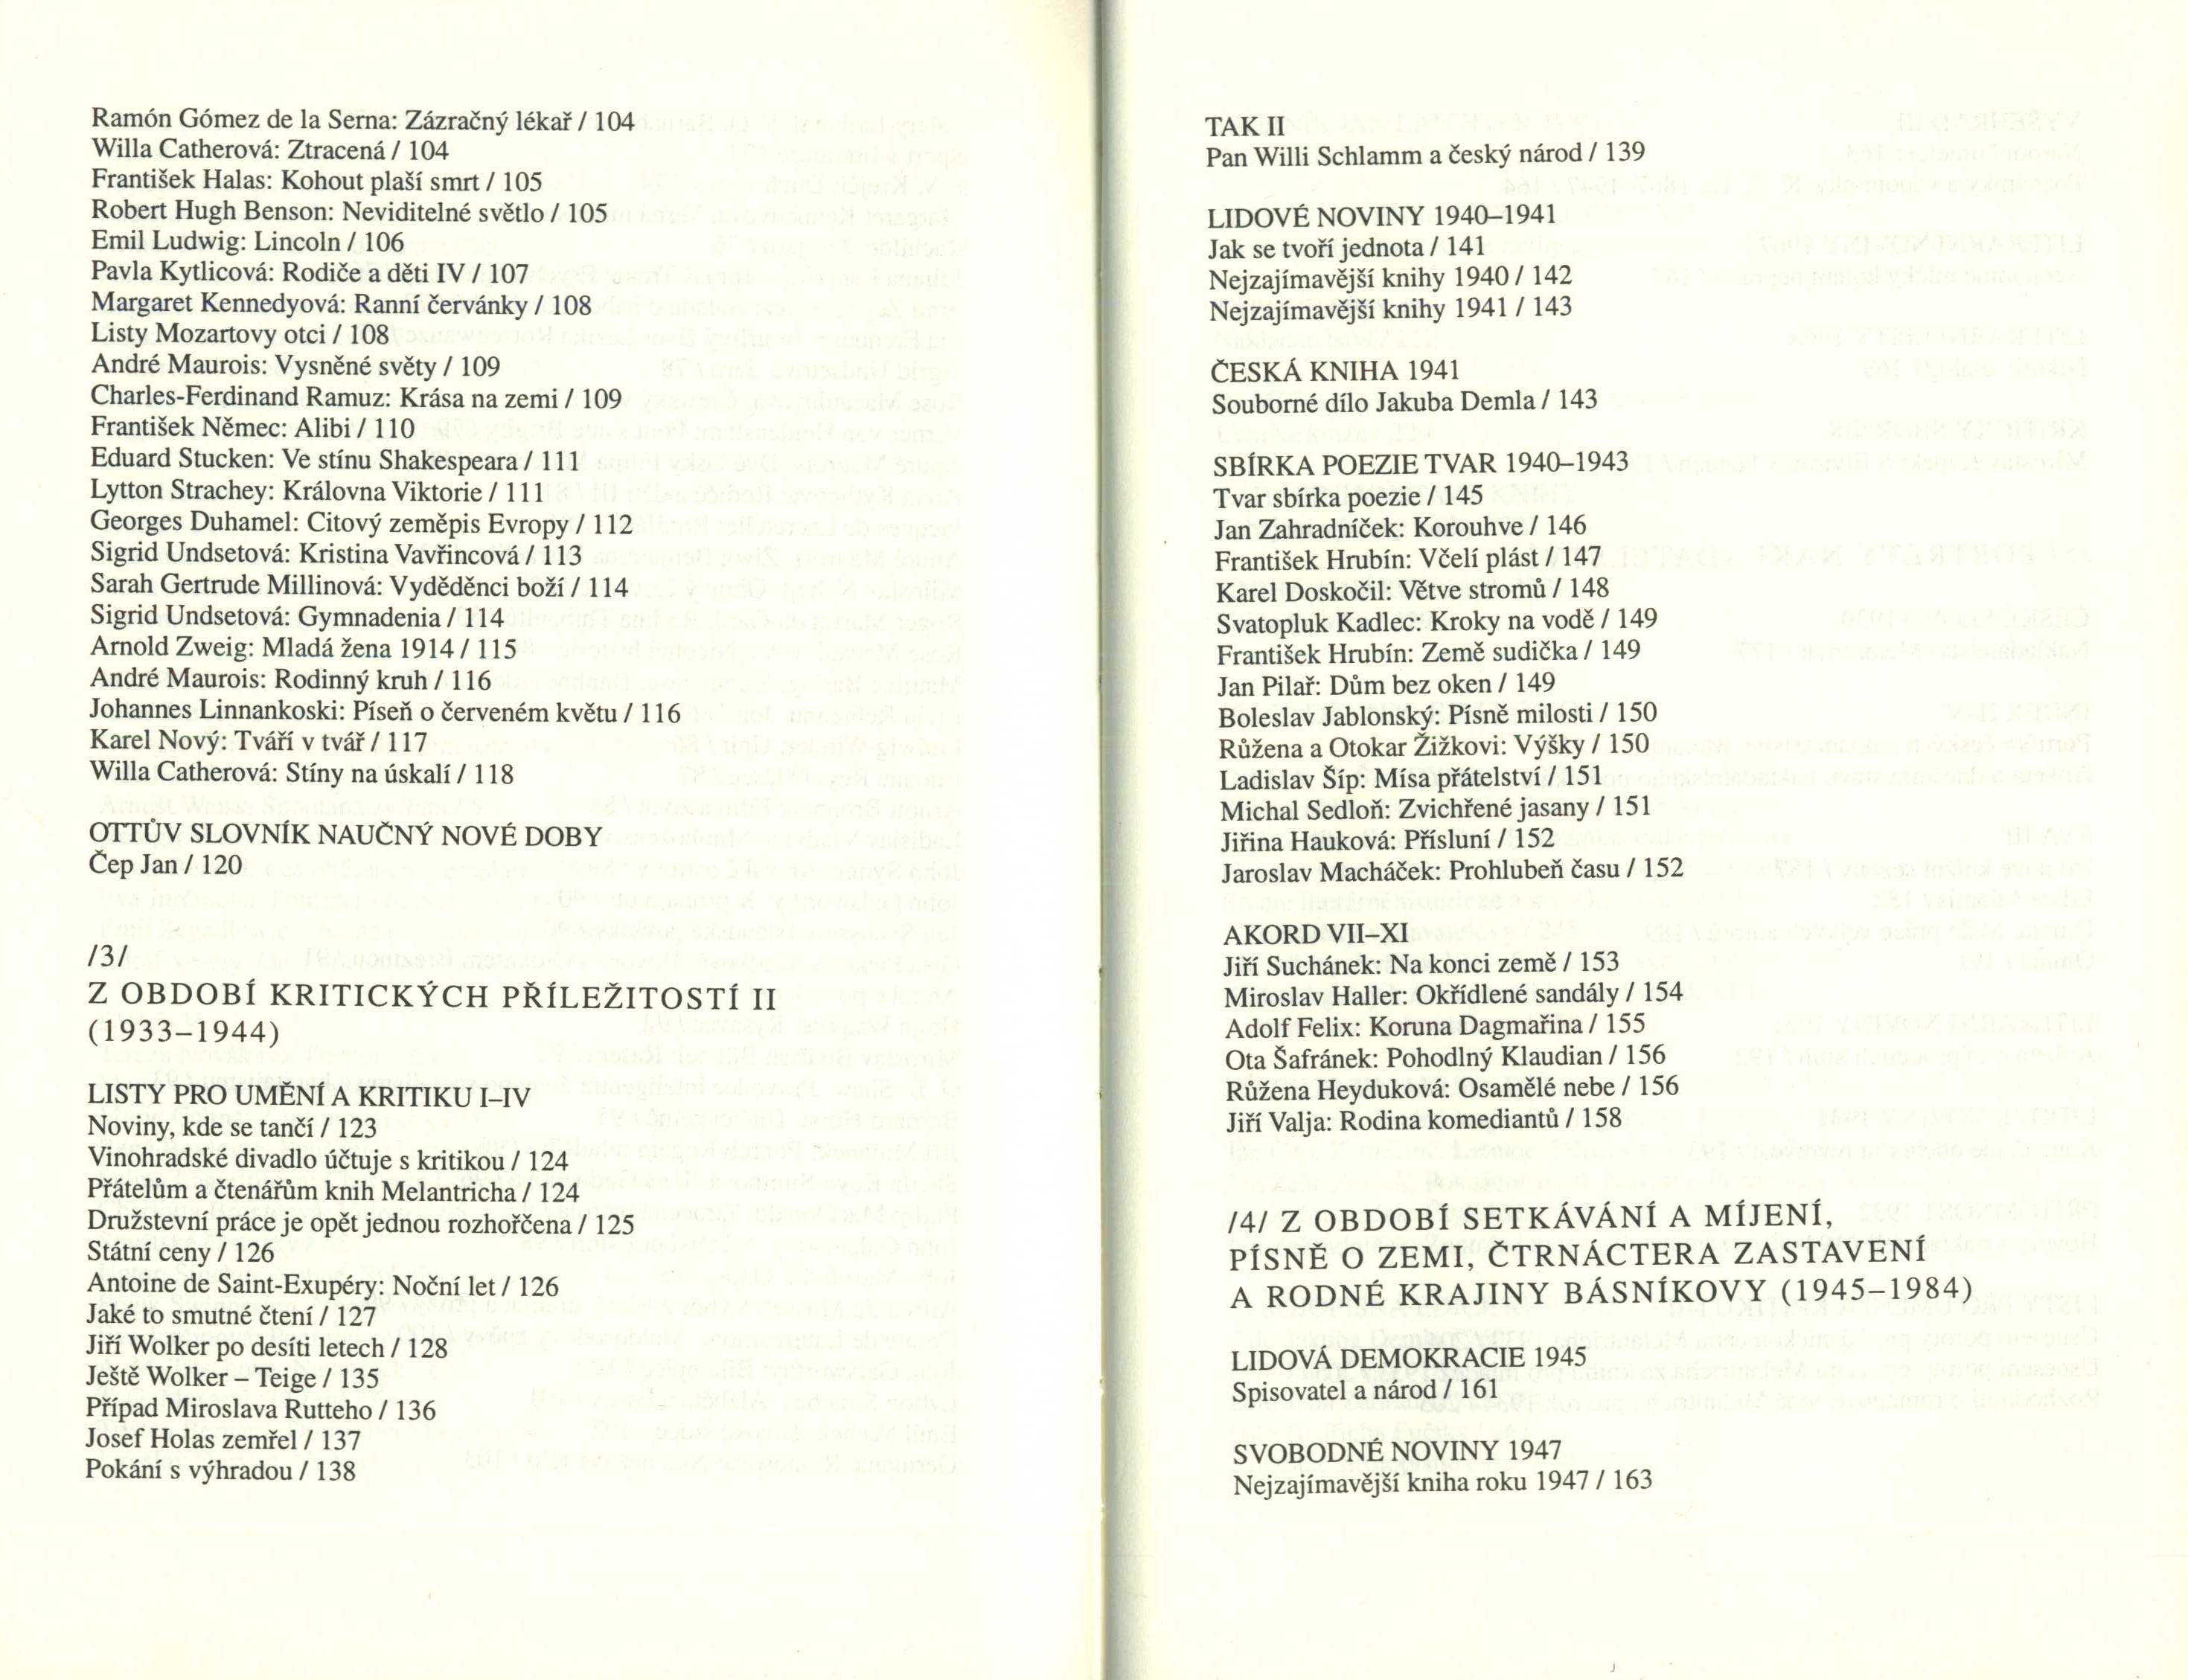 Ramón Gómez de la Serna: Zázračný lékař / 104
Willa Catherová: Ztracená / 104
František Halas: Kohout plaší smrt / 105
Robert Hugh Benson: Neviditelné světlo / 105
Emil Ludwig: Lincoln / 106
Pavla Kytlicová: Rodiče a děti IV / 107
Margaret Kennedyová: Ranní červánky / 108
Listy Mozartovy otci / 108
André Maurois: Vysněné světy / 109
Charles-Ferdinand Ramuz: Krása na zemi / 109
František Němec: Alibi / 110
Eduard Stucken: Ve stínu Shakespeara / 111
Lytton Strachey: Královna Viktorie / 111
Georges Duhamel: Citový zeměpis Evropy / 112
Sigrid Undsetová: Kristina Vavřincová / 113
Sarah Gertrude Millinová: Vyděděnci boží / 114
Sigrid Undsetová: Gymnadenia / 114
Arnold Zweig: Mladá žena 1914 / 115
André Maurois: Rodinný kruh / 116
Johannes Linnankoski: Píseň o červeném květu / 116
Karel Nový: Tváří v tvář / 117
Willa Catherová: Stíny na úskalí / 118
OTTŮV SLOVNÍK NAUČNÝ NOVÉ DOBY
Čep Jan / 120
/3/
Z OBDOBÍ KRITICKÝCH PŘÍLEŽITOSTÍ II
(1933–1944)
LISTY PRO UMĚNÍ A KRITIKU I–IV
Noviny, kde se tančí / 123
Vinohradské divadlo účtuje s kritikou / 124
Přátelům a čtenářům knih Melantricha / 124
Družstevní práce je opět jednou rozhořčena / 125
Státní ceny / 126
Antoine de Saint-Exupéry: Noční let / 126
Jaké to smutné čtení / 127
Jiří Wolker po desíti letech / 128
Ještě Wolker – Teige / 135
Případ Miroslava Rutteho / 136
Josef Holas zemřel / 137
Pokání s výhradou / 138
TAK II
Pan Willi Schlamm a český národ / 139
LIDOVÉ NOVINY 1940–1941
Jak se tvoří jednota / 141
Nejzajímavější knihy 1940 / 142
Nejzajímavější knihy 1941 / 143
ČESKÁ KNIHA 1941
Souborné dílo Jakuba Demla / 143
SBÍRKA POEZIE TVAR 1940–1943
Tvar sbírka poezie / 145
Jan Zahradníček: Korouhve / 146
František Hrubín: Včelí plást / 147
Karel Doskočil: Větve stromů / 148
Svatopluk Kadlec: Kroky na vodě / 149
František Hrubín: Země sudička / 149
Jan Pilař: Dům bez oken / 149
Boleslav Jablonský: Písně milosti / 150
Růžena a Otokar Žižkovi: Výšky / 150
Ladislav Šíp: Mísa přátelství / 151
Michal Sedloň: Zvichřené jasany / 151
Jiřina Hauková: Přísluní / 152
Jaroslav Macháček: Prohlubeň času / 152
AKORD VII–XI
Jiří Suchánek: Na konci země / 153
Miroslav Haller: Okřídlené sandály / 154
Adolf Felix: Koruna Dagmařina / 155
Ota Šafránek: Pohodlný Klaudian / 156
Růžena Heyduková: Osamělé nebe / 156
Jiří Valja: Rodina komediantů / 158
/4/ Z OBDOBÍ SETKÁVÁNÍ A MÍJENÍ,
PÍSNĚ O ZEMI, ČTRNÁCTERA ZASTAVENÍ
A RODNÉ KRAJINY BÁSNÍKOVY (1945–1984)
LIDOVÁ DEMOKRACIE 1945
Spisovatel a národ / 161
SVOBODNÉ NOVINY 1947
Nejzajímavější kniha roku 1947 / 163